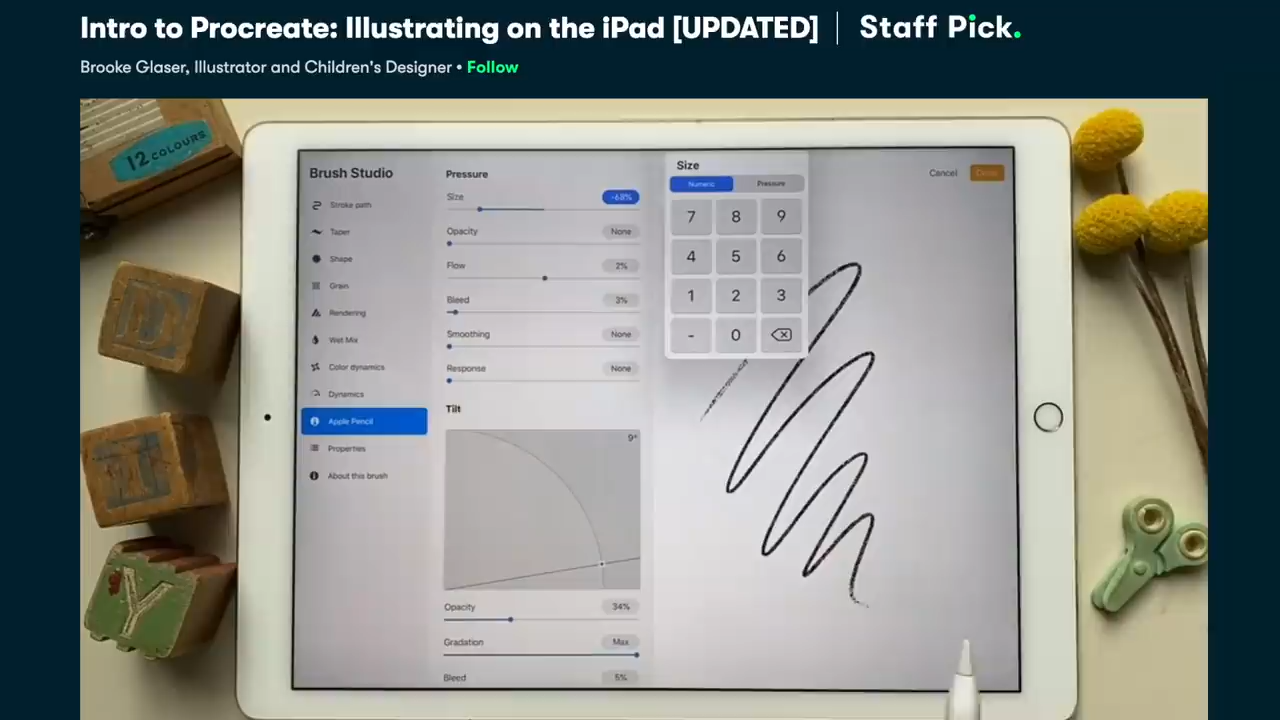 Intro to Procreate: Illustrating on the iPad [UPDATED] | Staff Pick.
Brooke Glaser, Illustrator and Children's Designer • Follow
12 COLOURS
Brush Studio
Stroke path
Taper
Shape
Grain
Rendering
Wet Mix
Color dynamics
Dynamics
Apple Pencil
Properties
About this brush
Pressure
Size -68%
Opacity None
Flow 2%
Bleed 3%
Smoothing None
Response None
Tilt
9°
Opacity 34%
Gradation Max
Bleed 5%
Size
Numeric Pressure
7 8 9
4 5 6
1 2 3
- 0
Cancel Done
D
Y